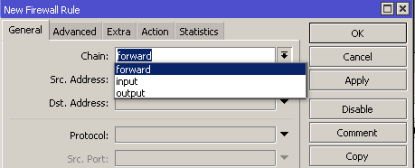 New Firewall Rule
General Advanced Extra Action Statistics
Chain: forward
forward
input
output
Src. Address:
Dst. Address:
Protocol:
Src. Port:
OK
Cancel
Apply
Disable
Comment
Copy